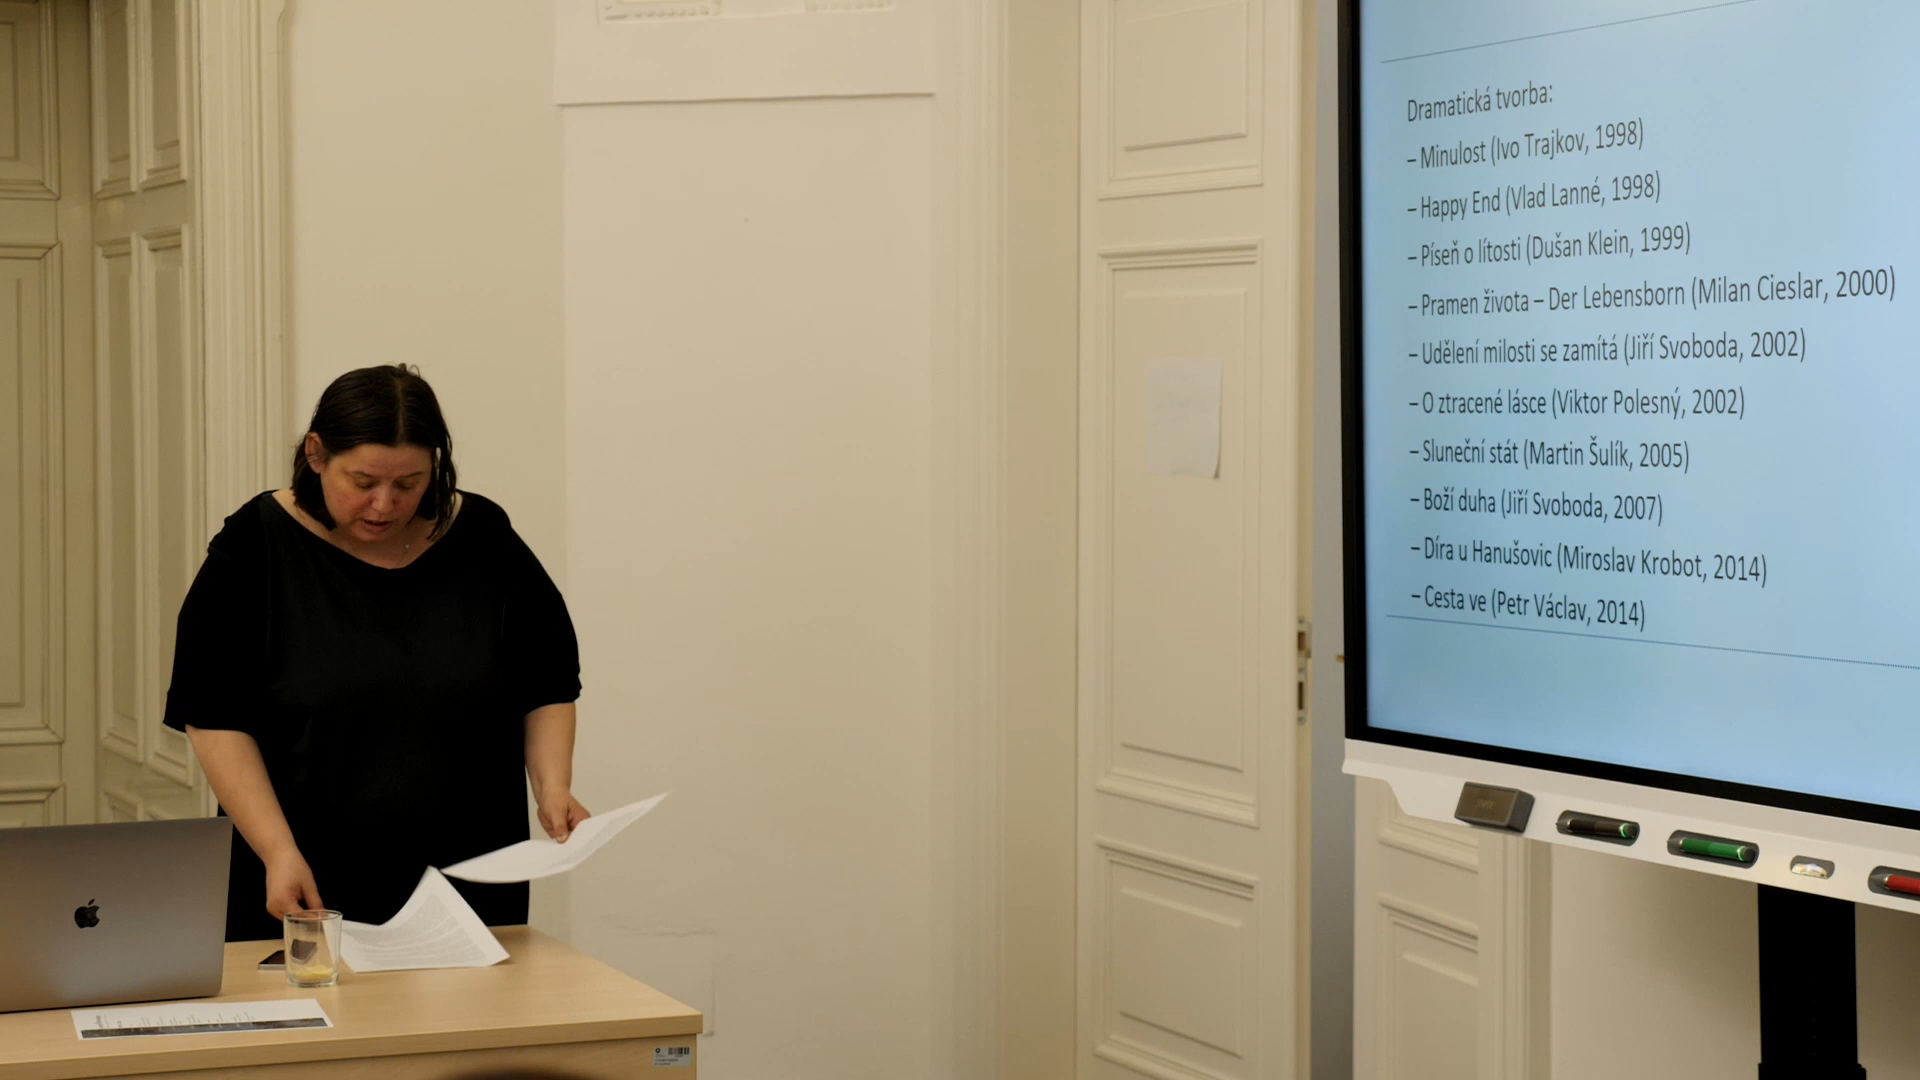 Dramatická tvorba:
– Minulost (Ivo Trajkov, 1998)
– Happy End (Vlad Lanné, 1998)
– Píseň o lítosti (Dušan Klein, 1999)
– Pramen života – Der Lebensborn (Milan Cieslar, 2000)
– Udělení milosti se zamítá (Jiří Svoboda, 2002)
– O ztracené lásce (Viktor Polesný, 2002)
– Sluneční stát (Martin Šulík, 2005)
– Boží duha (Jiří Svoboda, 2007)
– Díra u Hanušovic (Miroslav Krobot, 2014)
– Cesta ve (Petr Václav, 2014)